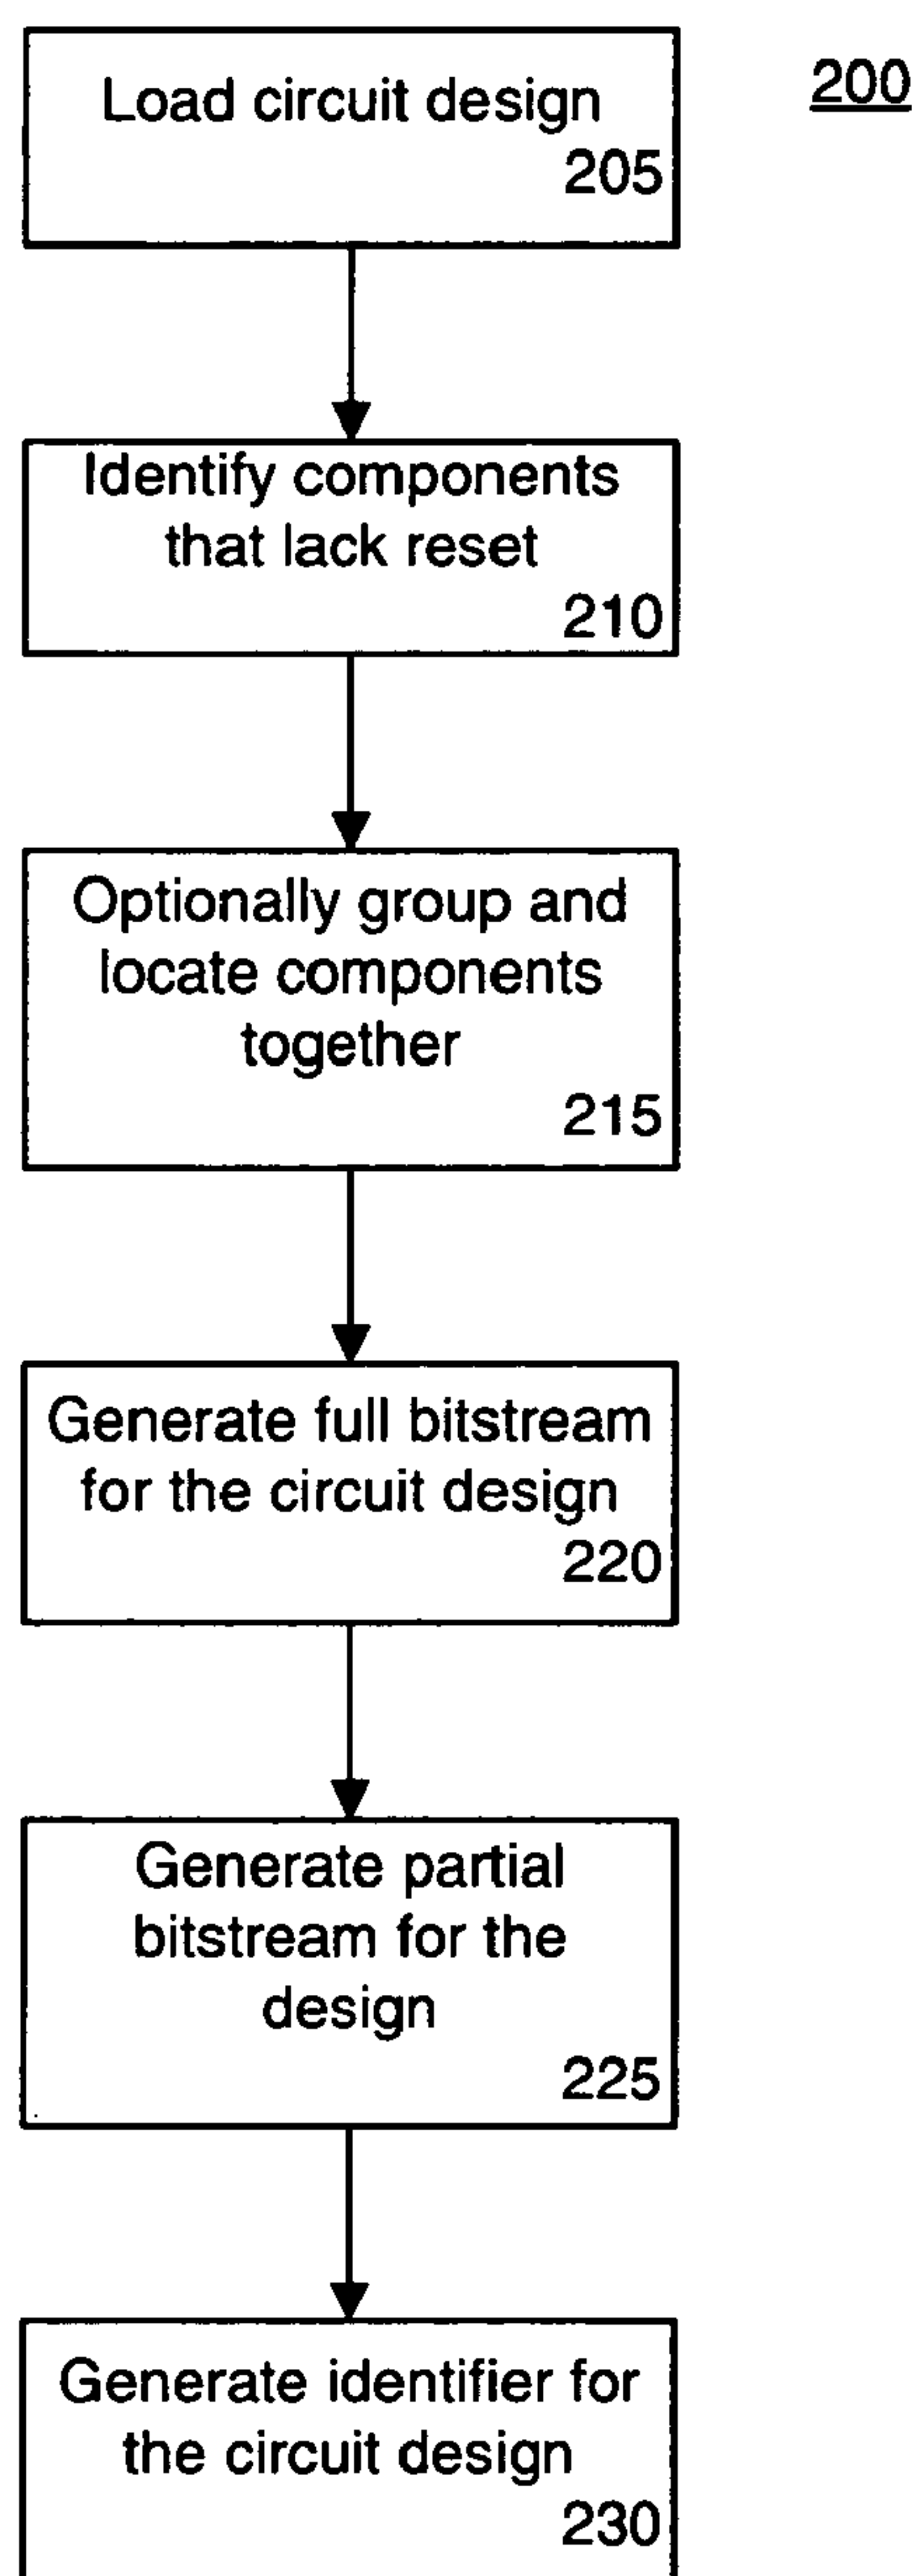 200
Load circuit design
205
Identify components
that lack reset
210
Optionally group and
locate components
together
215
Generate full bitstream
for the circuit design
220
Generate partial
bitstream for the
design
225
Generate identifier for
the circuit design
230